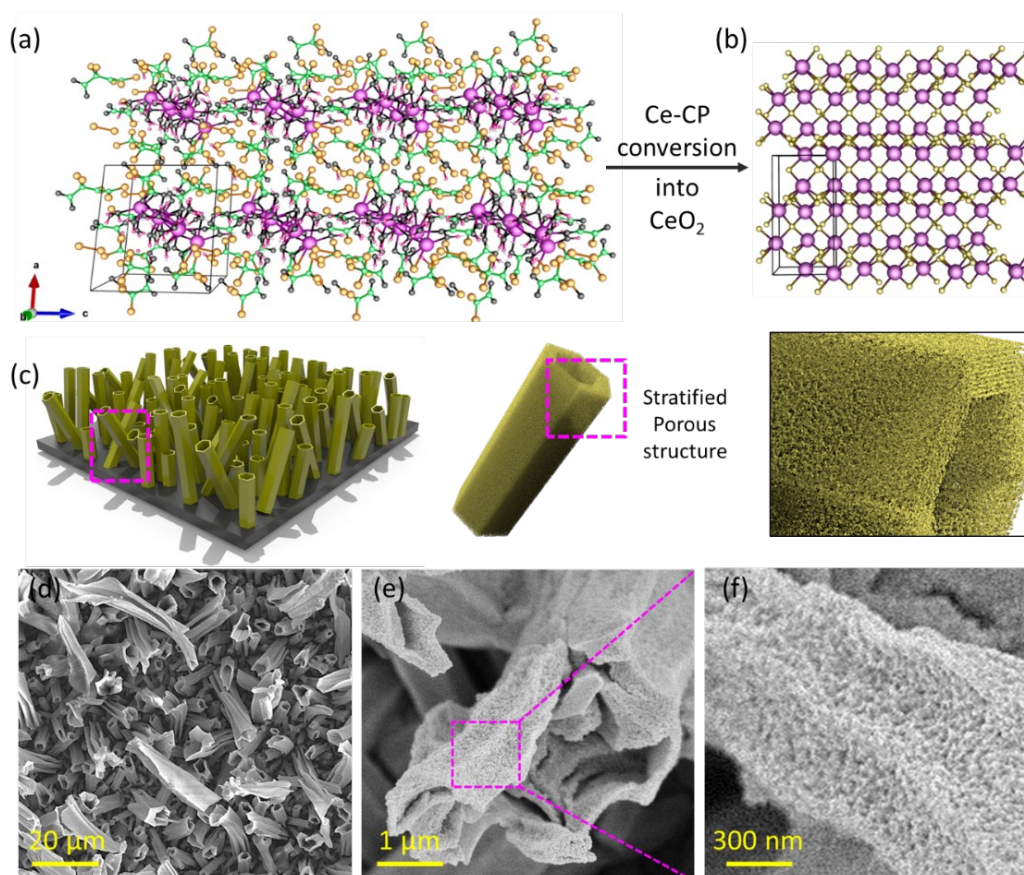 (a)
(b)
Ce-CP
conversion
into
CeO₂
a
b
c
(c)
Stratified
Porous
structure
(d)
(e)
(f)
20 μm
1 μm
300 nm